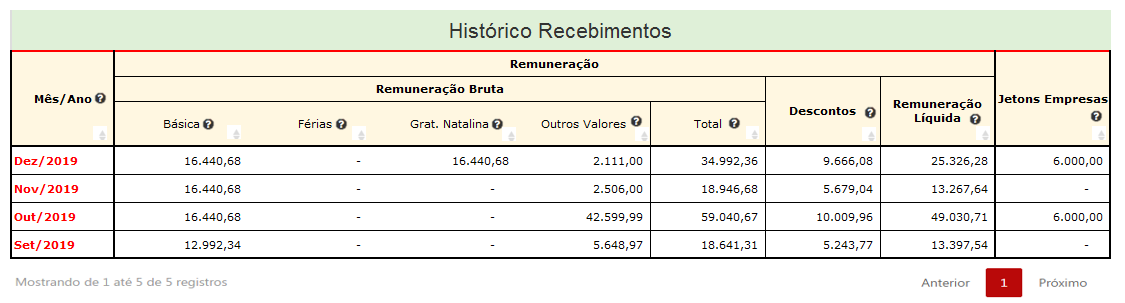 Histórico Recebimentos
Remuneração
Remuneração Bruta
Mês/Ano
Descontos
Remuneração Líquida
Jetons Empresas
Básica Férias Grat. Natalina Outros Valores Total
Dez/2019 16.440,68 - 16.440,68 2.111,00 34.992,36 9.666,08 25.326,28 6.000,00
Nov/2019 16.440,68 - - 2.506,00 18.946,68 5.679,04 13.267,64 -
Out/2019 16.440,68 - - 42.599,99 59.040,67 10.009,96 49.030,71 6.000,00
Set/2019 12.992,34 - - 5.648,97 18.641,31 5.243,77 13.397,54 -
Mostrando de 1 até 5 de 5 registros Anterior 1 Próximo